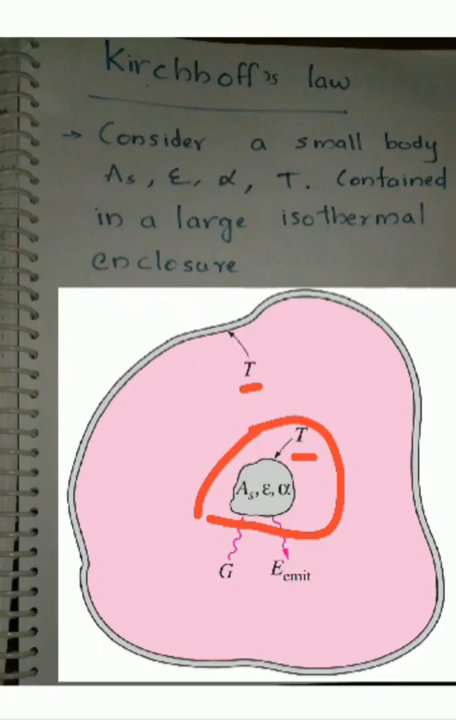 Kirchhoff's law
→ Consider a small body
As, ε, α, T. Contained
in a large isothermal
enclosure
T
T
As, ε, α
G
Eemit